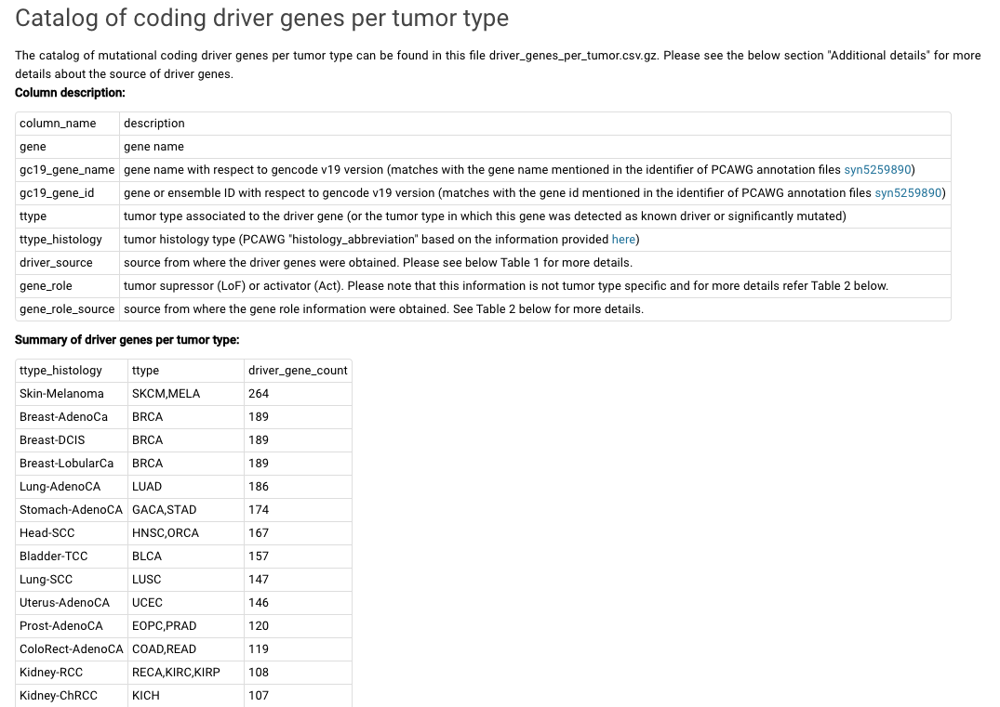 Catalog of coding driver genes per tumor type
The catalog of mutational coding driver genes per tumor type can be found in this file driver_genes_per_tumor.csv.gz. Please see the below section "Additional details" for more
details about the source of driver genes.
Column description:
column_name description
gene gene name
gc19_gene_name gene name with respect to gencode v19 version (matches with the gene name mentioned in the identifier of PCAWG annotation files syn5259890)
gc19_gene_id gene or ensemble ID with respect to gencode v19 version (matches with the gene id mentioned in the identifier of PCAWG annotation files syn5259890)
ttype tumor type associated to the driver gene (or the tumor type in which this gene was detected as known driver or significantly mutated)
ttype_histology tumor histology type (PCAWG "histology_abbreviation" based on the information provided here)
driver_source source from where the driver genes were obtained. Please see below Table 1 for more details.
gene_role tumor supressor (LoF) or activator (Act). Please note that this information is not tumor type specific and for more details refer Table 2 below.
gene_role_source source from where the gene role information were obtained. See Table 2 below for more details.
Summary of driver genes per tumor type:
ttype_histology ttype driver_gene_count
Skin-Melanoma SKCM,MELA 264
Breast-AdenoCa BRCA 189
Breast-DCIS BRCA 189
Breast-LobularCa BRCA 189
Lung-AdenoCA LUAD 186
Stomach-AdenoCA GACA,STAD 174
Head-SCC HNSC,ORCA 167
Bladder-TCC BLCA 157
Lung-SCC LUSC 147
Uterus-AdenoCA UCEC 146
Prost-AdenoCA EOPC,PRAD 120
ColoRect-AdenoCA COAD,READ 119
Kidney-RCC RECA,KIRC,KIRP 108
Kidney-ChRCC KICH 107